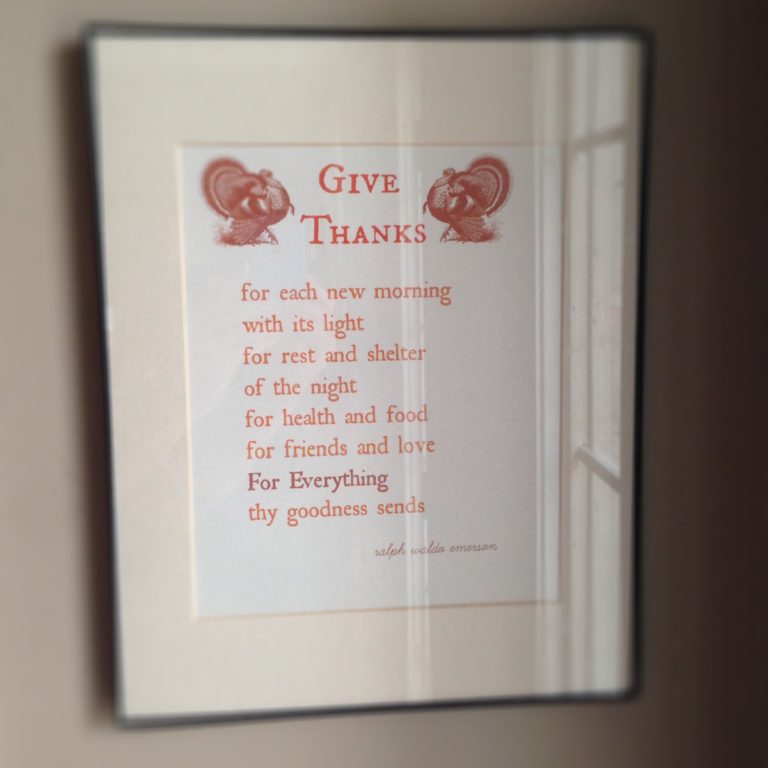 Give
Thanks
for each new morning
with its light
for rest and shelter
of the night
for health and food
for friends and love
For Everything
thy goodness sends
ralph waldo emerson